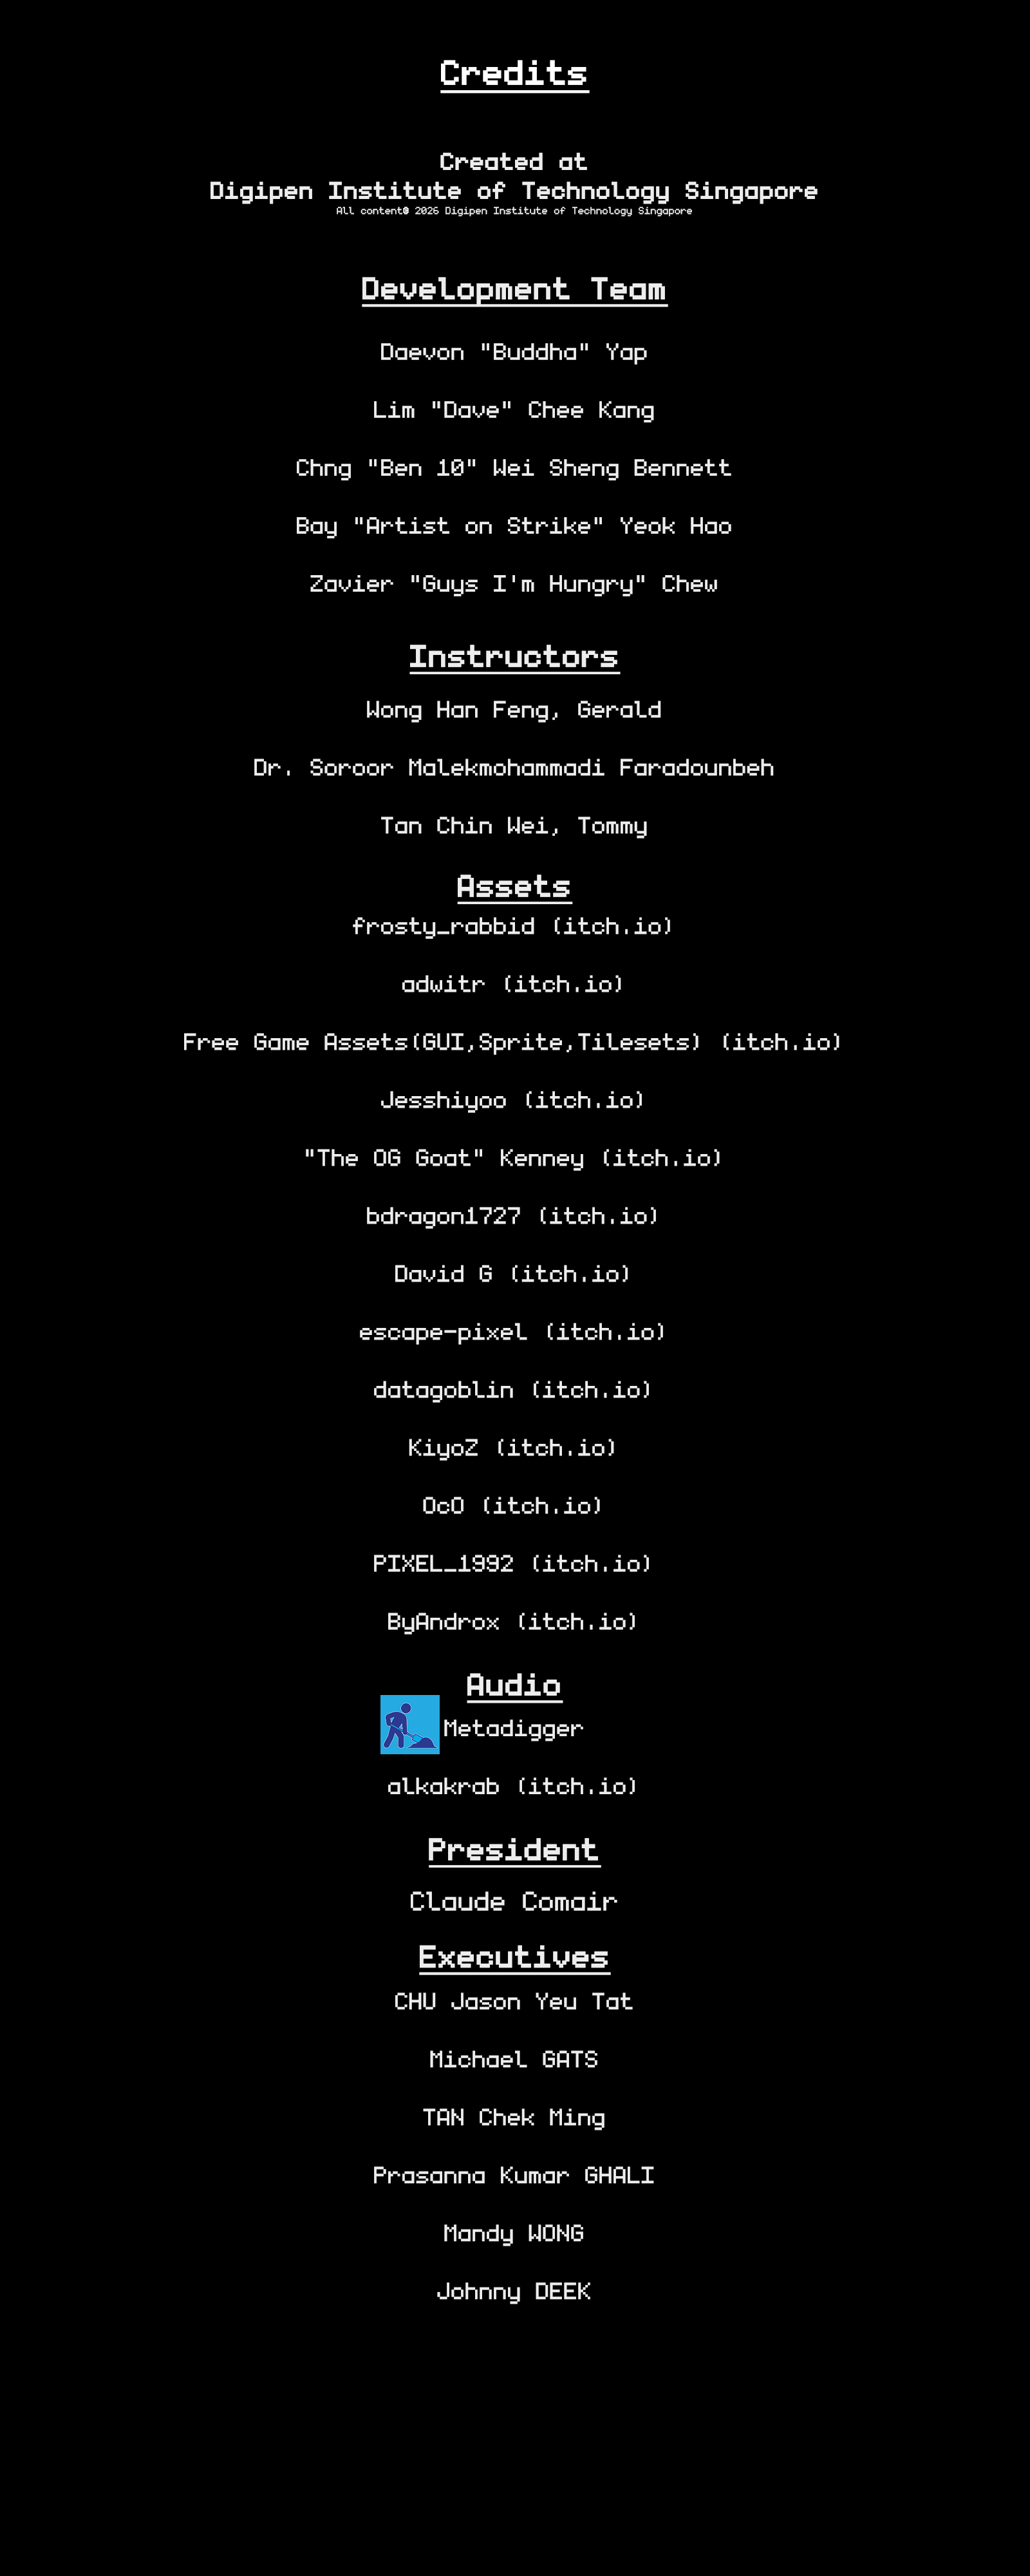 Credits
Created at
Digipen Institute of Technology Singapore
All content© 2026 Digipen Institute of Technology Singapore
Development Team
Daevon "Buddha" Yap
Lim "Dave" Chee Kang
Chng "Ben 10" Wei Sheng Bennett
Bay "Artist on Strike" Yeok Hao
Zavier "Guys I'm Hungry" Chew
Instructors
Wong Han Feng, Gerald
Dr. Soroor Malekmohammadi Faradounbeh
Tan Chin Wei, Tommy
Assets
frosty_rabbid (itch.io)
adwitr (itch.io)
Free Game Assets(GUI,Sprite,Tilesets) (itch.io)
Jesshiyoo (itch.io)
"The OG Goat" Kenney (itch.io)
bdragon1727 (itch.io)
David G (itch.io)
escape-pixel (itch.io)
datagoblin (itch.io)
KiyoZ (itch.io)
OcO (itch.io)
PIXEL_1992 (itch.io)
ByAndrox (itch.io)
Audio
Metadigger
alkakrab (itch.io)
President
Claude Comair
Executives
CHU Jason Yeu Tat
Michael GATS
TAN Chek Ming
Prasanna Kumar GHALI
Mandy WONG
Johnny DEEK